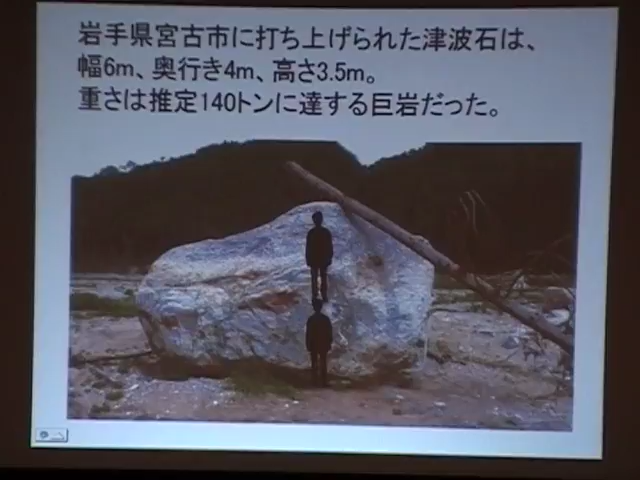 岩手県宮古市に打ち上げられた津波石は、
幅6m、奥行き4m、高さ3.5m。
重さは推定140トンに達する巨岩だった。